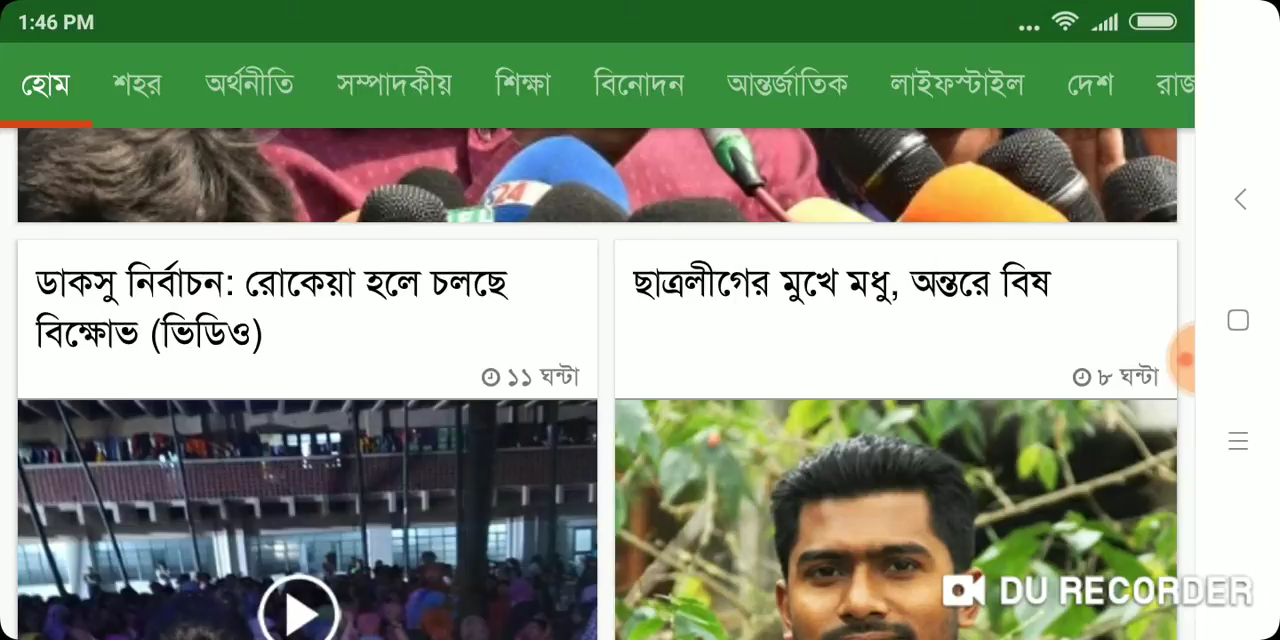 1:46 PM
হোম শহর অর্থনীতি সম্পাদকীয় শিক্ষা বিনোদন আন্তর্জাতিক লাইফস্টাইল দেশ রাজ
24
ডাকসু নির্বাচন: রোকেয়া হলে চলছে
বিক্ষোভ (ভিডিও)
১১ ঘন্টা
ছাত্রলীগের মুখে মধু, অন্তরে বিষ
৮ ঘন্টা
DU RECORDER